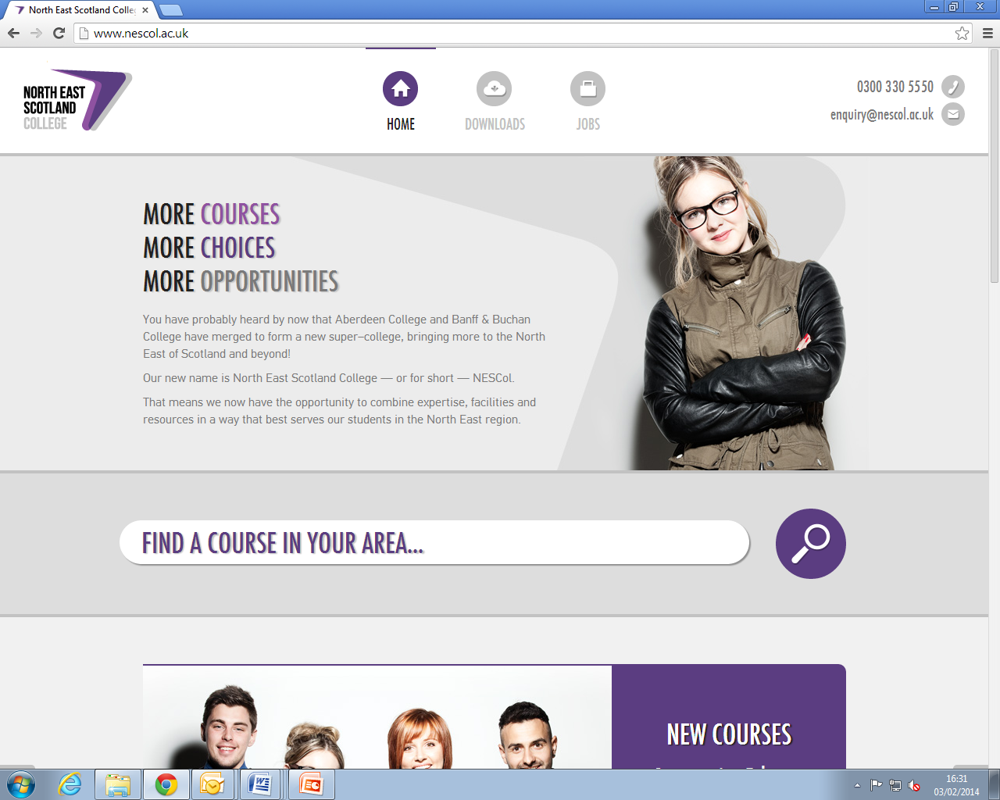 North East Scotland Colle
www.nescol.ac.uk
NORTH EAST
SCOTLAND
COLLEGE
HOME
DOWNLOADS
JOBS
0300 330 5550
enquiry@nescol.ac.uk
MORE COURSES
MORE CHOICES
MORE OPPORTUNITIES
You have probably heard by now that Aberdeen College and Banff & Buchan
College have merged to form a new super–college, bringing more to the North
East of Scotland and beyond!
Our new name is North East Scotland College — or for short — NESCol.
That means we now have the opportunity to combine expertise, facilities and
resources in a way that best serves our students in the North East region.
FIND A COURSE IN YOUR AREA...
NEW COURSES
16:31
03/02/2014